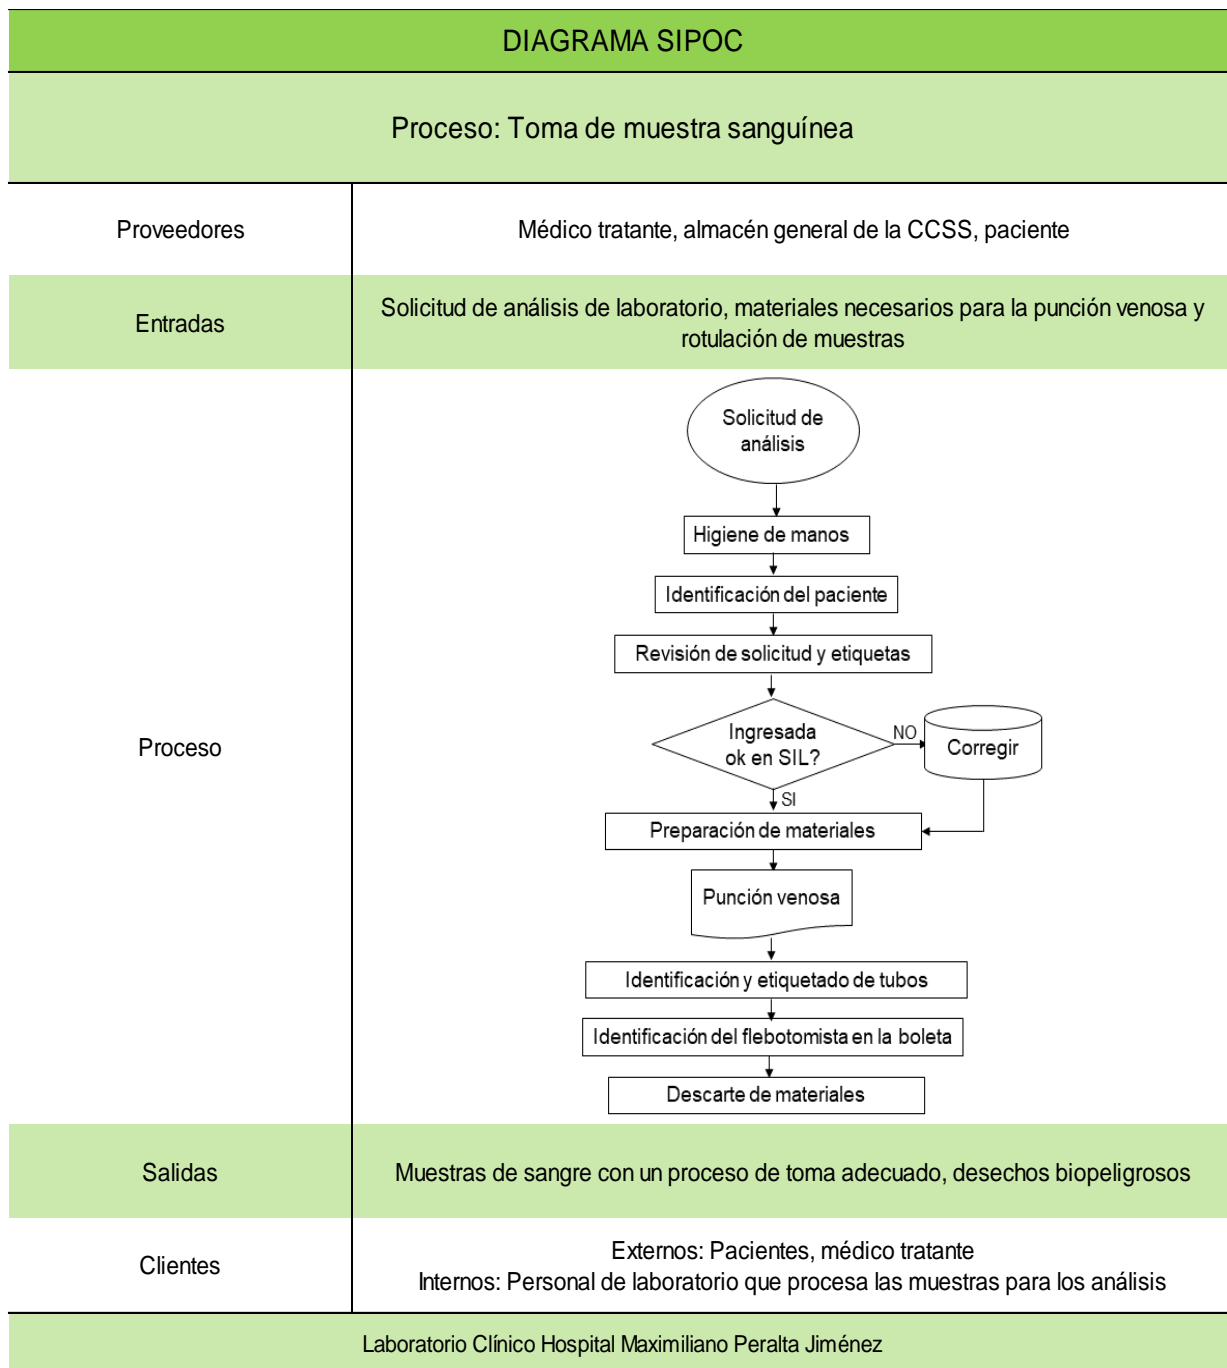 DIAGRAMA SIPOC
Proceso: Toma de muestra sanguínea
Proveedores
Médico tratante, almacén general de la CCSS, paciente
Entradas
Solicitud de análisis de laboratorio, materiales necesarios para la punción venosa y
rotulación de muestras
Proceso
Solicitud de
análisis
Higiene de manos
Identificación del paciente
Revisión de solicitud y etiquetas
Ingresada
ok en SIL?
NO
Corregir
SI
Preparación de materiales
Punción venosa
Identificación y etiquetado de tubos
Identificación del flebotomista en la boleta
Descarte de materiales
Salidas
Muestras de sangre con un proceso de toma adecuado, desechos biopeligrosos
Clientes
Externos: Pacientes, médico tratante
Internos: Personal de laboratorio que procesa las muestras para los análisis
Laboratorio Clínico Hospital Maximiliano Peralta Jiménez